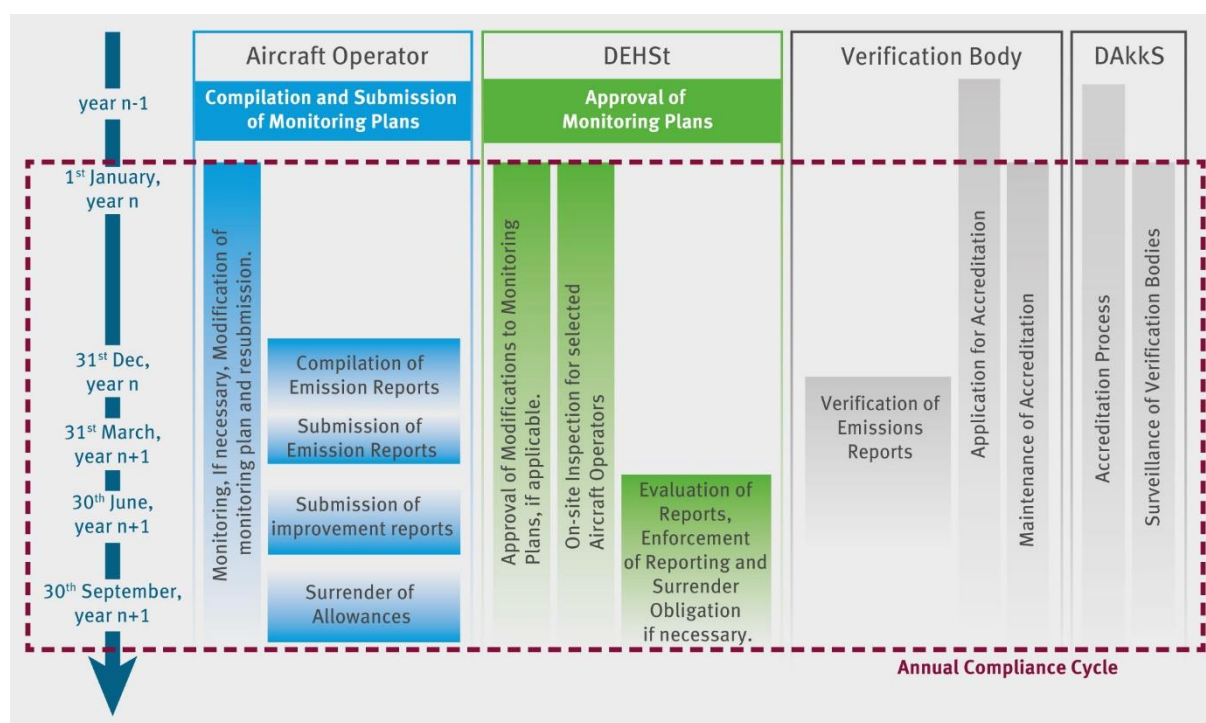 Aircraft Operator
DEHSt
Verification Body
DAkkS
year n-1
Compilation and Submission
of Monitoring Plans
Approval of
Monitoring Plans
1st January,
year n
31st Dec,
year n
31st March,
year n+1
30th June,
year n+1
30th September,
year n+1
Monitoring, If necessary, Modification of
monitoring plan and resubmission.
Compilation of
Emission Reports
Submission of
Emission Reports
Submission of
improvement reports
Surrender of
Allowances
Approval of Modifications to Monitoring
Plans, if applicable.
On-site Inspection for selected
Aircraft Operators
Evaluation of
Reports,
Enforcement
of Reporting and
Surrender
Obligation
if necessary.
Verification of
Emissions
Reports
Application for Accreditation
Maintenance of Accreditation
Accreditation Process
Surveillance of Verification Bodies
Annual Compliance Cycle